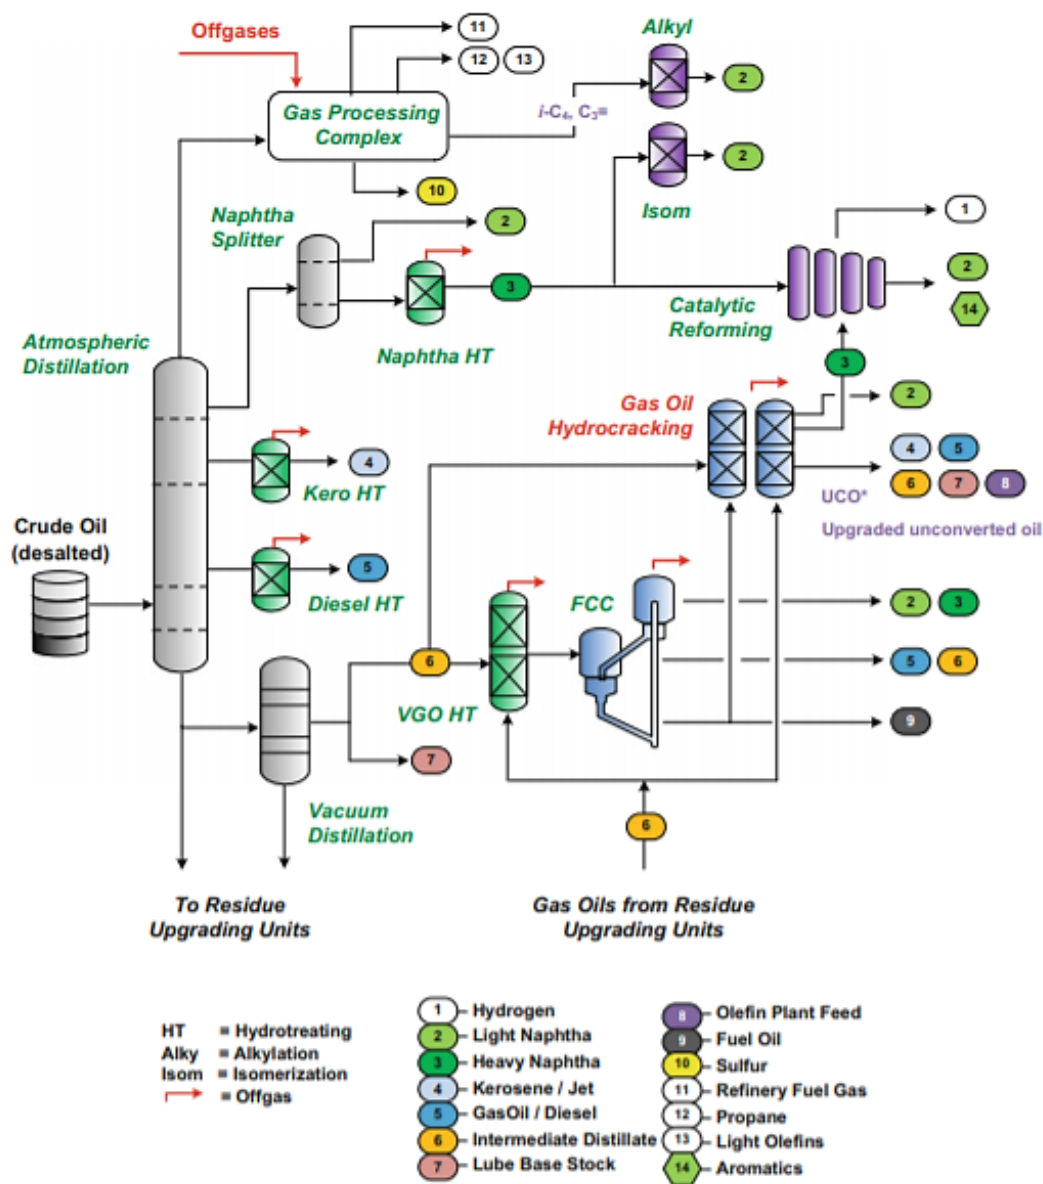 Offgases
11
12 13
Gas Processing
Complex
10
i-C₄, C₃=
Alkyl
2
2
Isom
Naphtha
Splitter
2
3
Naphtha HT
1
2
14
Catalytic
Reforming
3
Atmospheric
Distillation
4
Kero HT
Crude Oil
(desalted)
5
Diesel HT
Gas Oil
Hydrocracking
2
4 5
6 7 8
UCO*
Upgraded unconverted oil
FCC
2 3
5 6
9
6
VGO HT
7
Vacuum
Distillation
6
To Residue
Upgrading Units
Gas Oils from Residue
Upgrading Units
HT = Hydrotreating
Alky = Alkylation
Isom = Isomerization
= Offgas
1 – Hydrogen
2 – Light Naphtha
3 – Heavy Naphtha
4 – Kerosene / Jet
5 – GasOil / Diesel
6 – Intermediate Distillate
7 – Lube Base Stock
8 – Olefin Plant Feed
9 – Fuel Oil
10 – Sulfur
11 – Refinery Fuel Gas
12 – Propane
13 – Light Olefins
14 – Aromatics